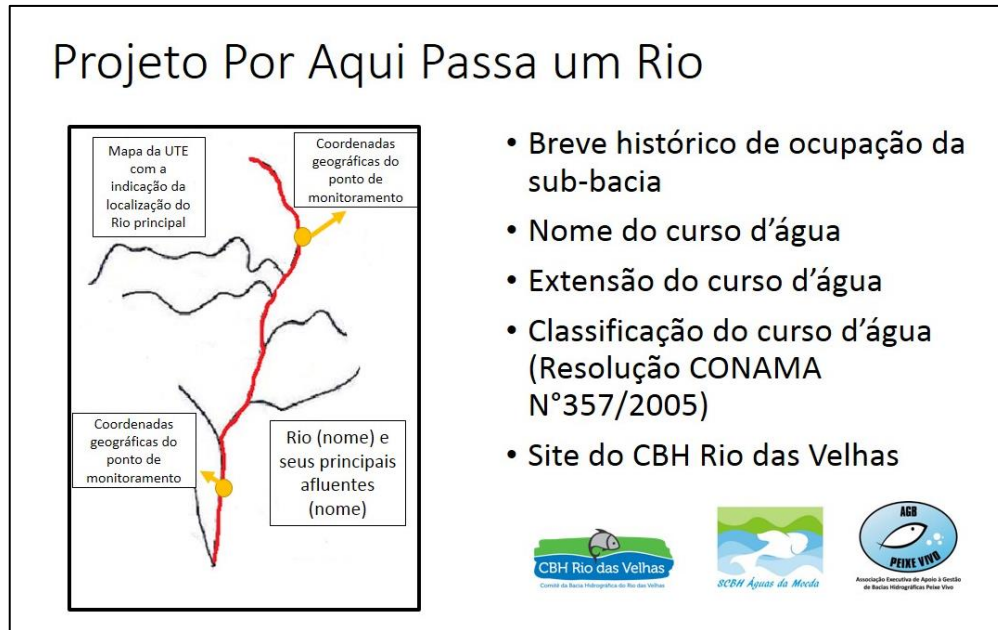 Projeto Por Aqui Passa um Rio
Mapa da UTE
com a
indicação da
localização do
Rio principal
Coordenadas
geográficas do
ponto de
monitoramento
Coordenadas
geográficas do
ponto de
monitoramento
Rio (nome) e
seus principais
afluentes
(nome)
• Breve histórico de ocupação da
sub-bacia
• Nome do curso d’água
• Extensão do curso d’água
• Classificação do curso d’água
(Resolução CONAMA
N°357/2005)
• Site do CBH Rio das Velhas
CBH Rio das Velhas
Comitê da Bacia Hidrográfica do Rio das Velhas
SCBH Águas da Moeda
AGB
PEIXE VIVO
Associação Executiva de Apoio à Gestão
de Bacias Hidrográficas Peixe Vivo